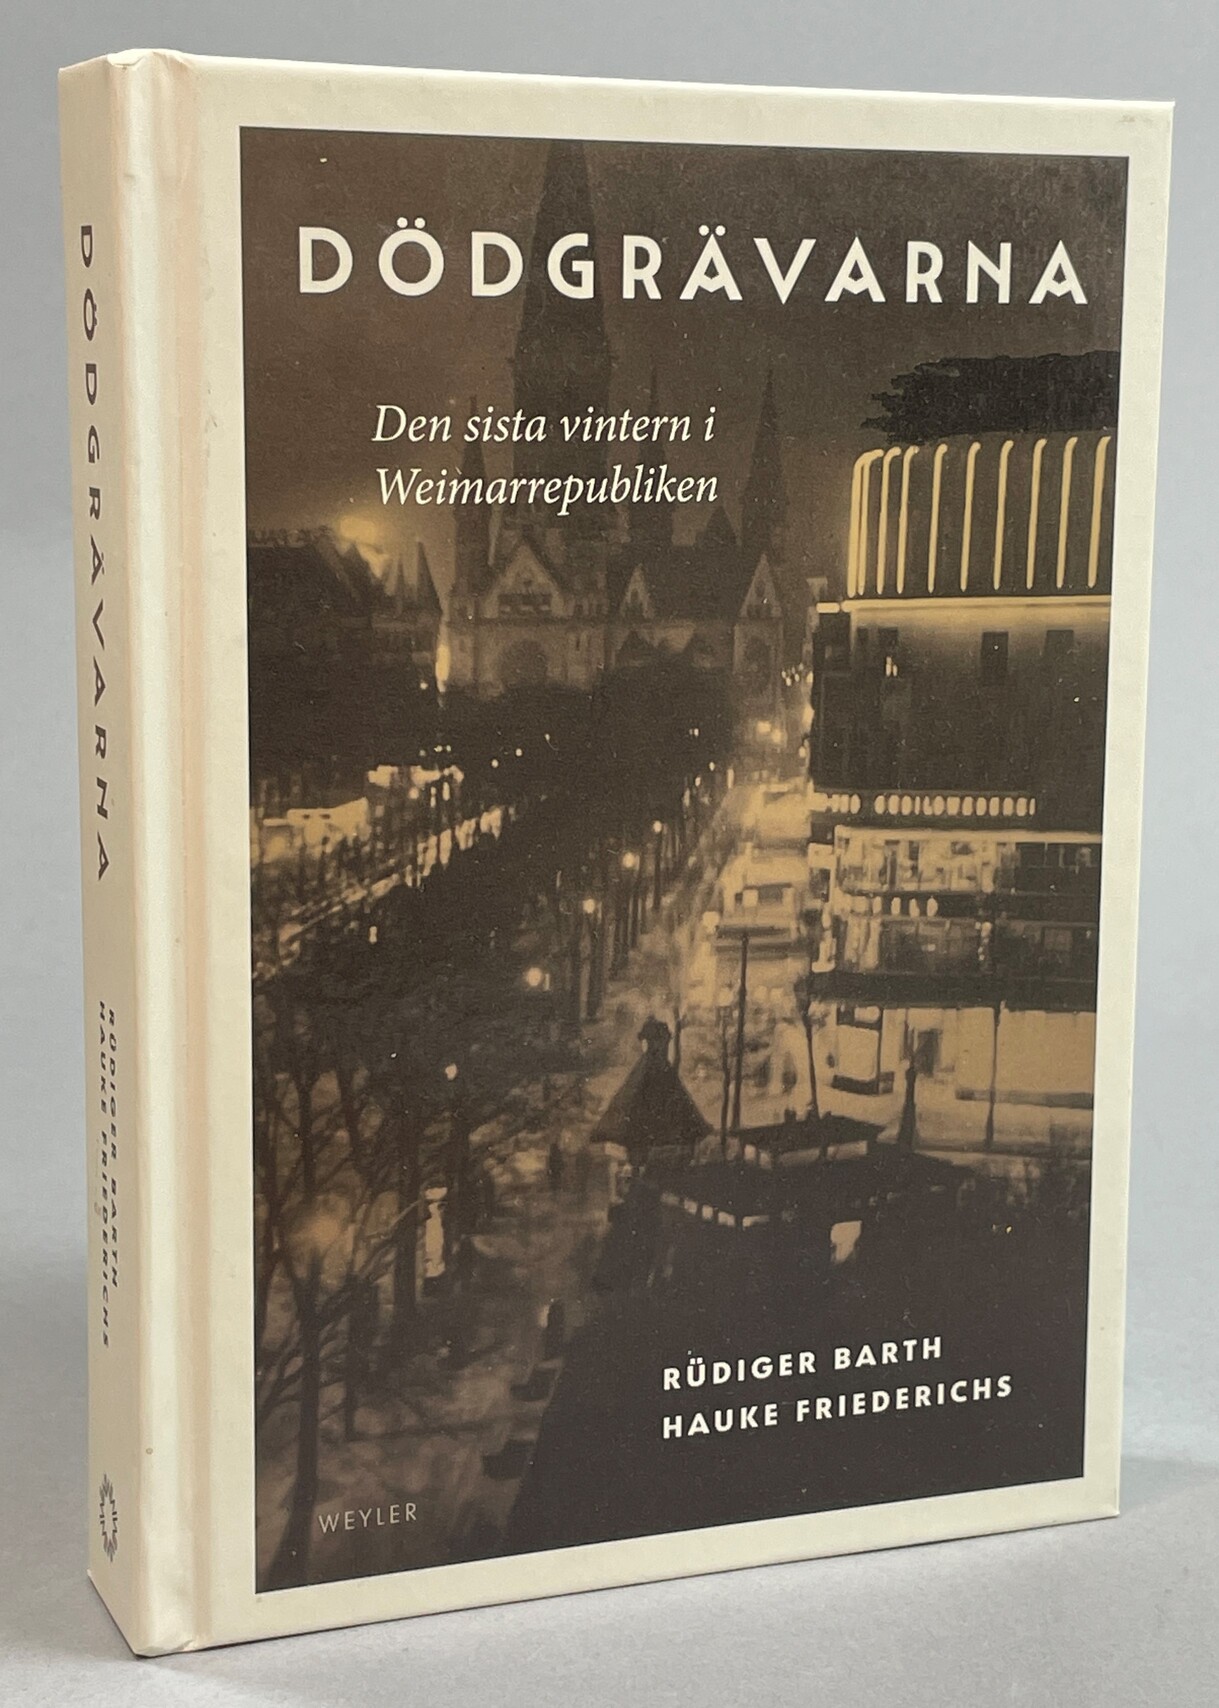 DÖDGRÄVARNA
Den sista vintern i
Weimarrepubliken
RÜDIGER BARTH
HAUKE FRIEDERICHS
WEYLER
DÖDGRÄVARNA
RÜDIGER BARTH
HAUKE FRIEDERICHS